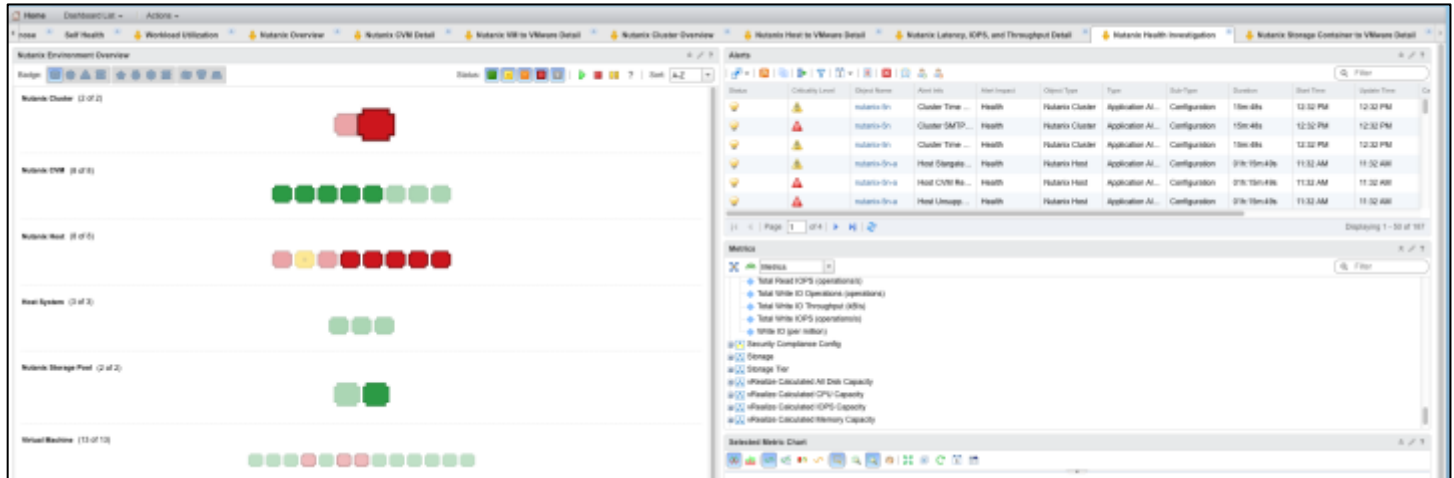 Home Dashboard List Actions
Self Health Workload Utilization Nutanix Overview Nutanix CVM Detail Nutanix VM to VMware Detail Nutanix Cluster Overview Nutanix Host to VMware Detail Nutanix Latency, IOPS, and Throughput Detail Nutanix Health Investigation Nutanix Storage Container to VMware Detail
Nutanix Environment Overview
Badge: Status: ? Sort: A-Z
Nutanix Cluster (2 of 2)
Nutanix CVM (8 of 8)
Nutanix Host
Host System (3 of 3)
Nutanix Storage Pool (2 of 2)
Virtual Machine (13 of 13)
Alerts
Filter
Status Criticality Level Object Name Alert Info Alert Impact Object Type Type Sub-Type Duration Start Time Update Time
Cluster Time ... Health Nutanix Cluster Application Al... Configuration 15m:48s 12:32 PM 12:32 PM
Cluster SMTP... Health Nutanix Cluster Application Al... Configuration 15m:48s 12:32 PM 12:32 PM
Cluster Time ... Health Nutanix Cluster Application Al... Configuration 15m:48s 12:32 PM 12:32 PM
Host Stargate... Health Nutanix Host Application Al... Configuration 11:32 AM 11:32 AM
Host CVM Re... Health Nutanix Host Application Al... Configuration 11:32 AM 11:32 AM
Host Unsupp... Health Nutanix Host Application Al... Configuration 11:32 AM 11:32 AM
Page 1 of 4 Displaying 1 - 50 of 187
Metrics
Metrics Filter
Total Read IOPS (operations/s)
Total Write IO Operations (operations)
Total Write IO Throughput (kB/s)
Total Write IOPS (operations/s)
Write IO (per million)
Security Compliance Config
Storage
Storage Tier
vRealize Calculated All Disk Capacity
vRealize Calculated CPU Capacity
vRealize Calculated IOPS Capacity
vRealize Calculated Memory Capacity
Selected Metric Chart